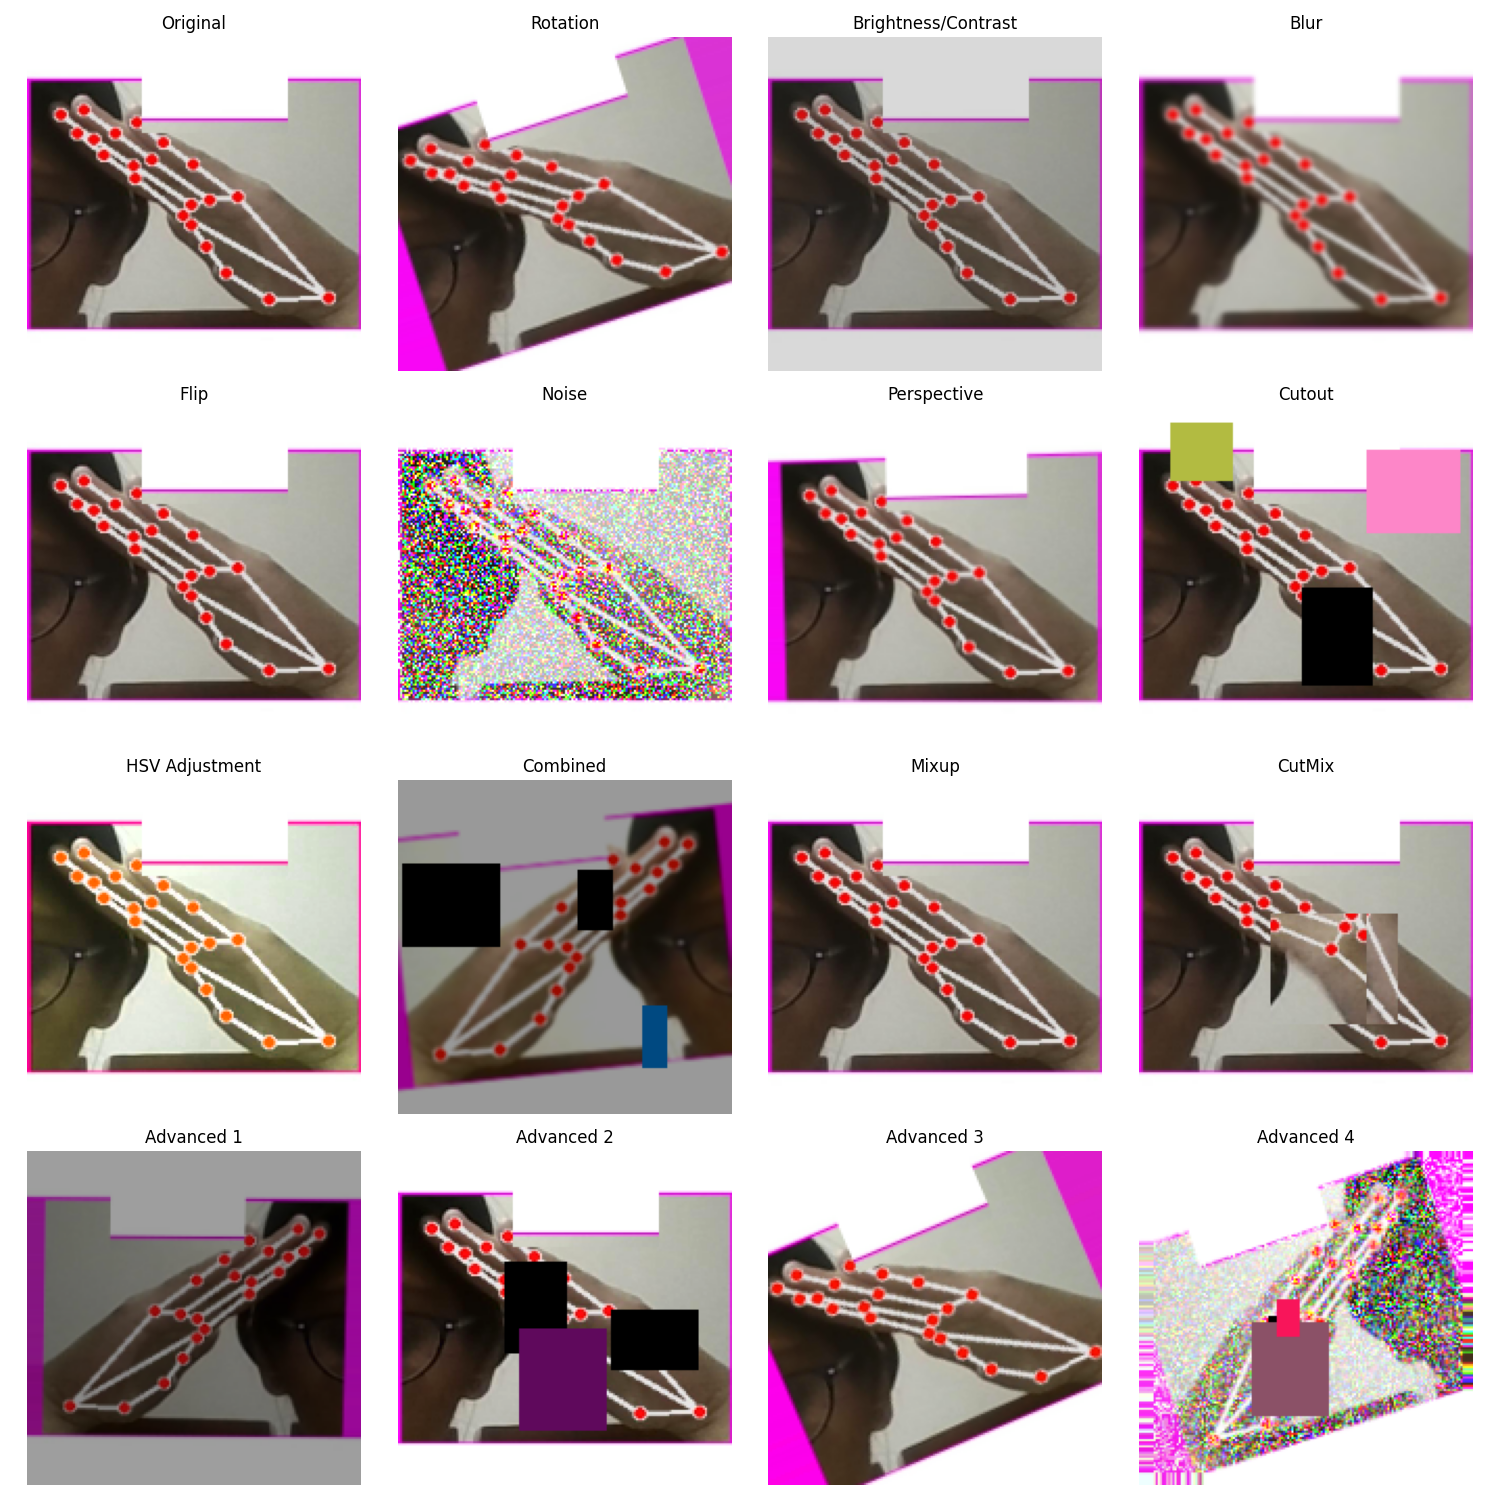 Original
Rotation
Brightness/Contrast
Blur
Flip
Noise
Perspective
Cutout
HSV Adjustment
Combined
Mixup
CutMix
Advanced 1
Advanced 2
Advanced 3
Advanced 4